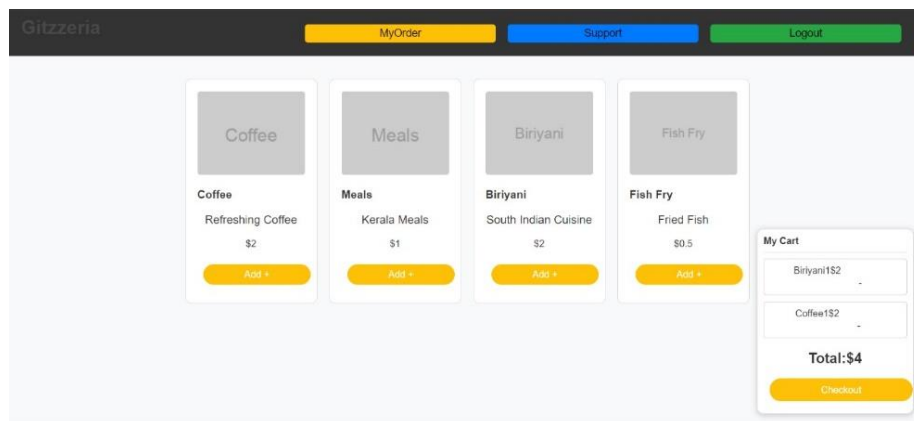 Gitzzeria
MyOrder
Support
Logout
Coffee
Meals
Biriyani
Fish Fry
Coffee
Refreshing Coffee
$2
Add +
Meals
Kerala Meals
$1
Add +
Biriyani
South Indian Cuisine
$2
Add +
Fish Fry
Fried Fish
$0.5
Add +
My Cart
Biriyani1$2
-
Coffee1$2
-
Total:$4
Checkout